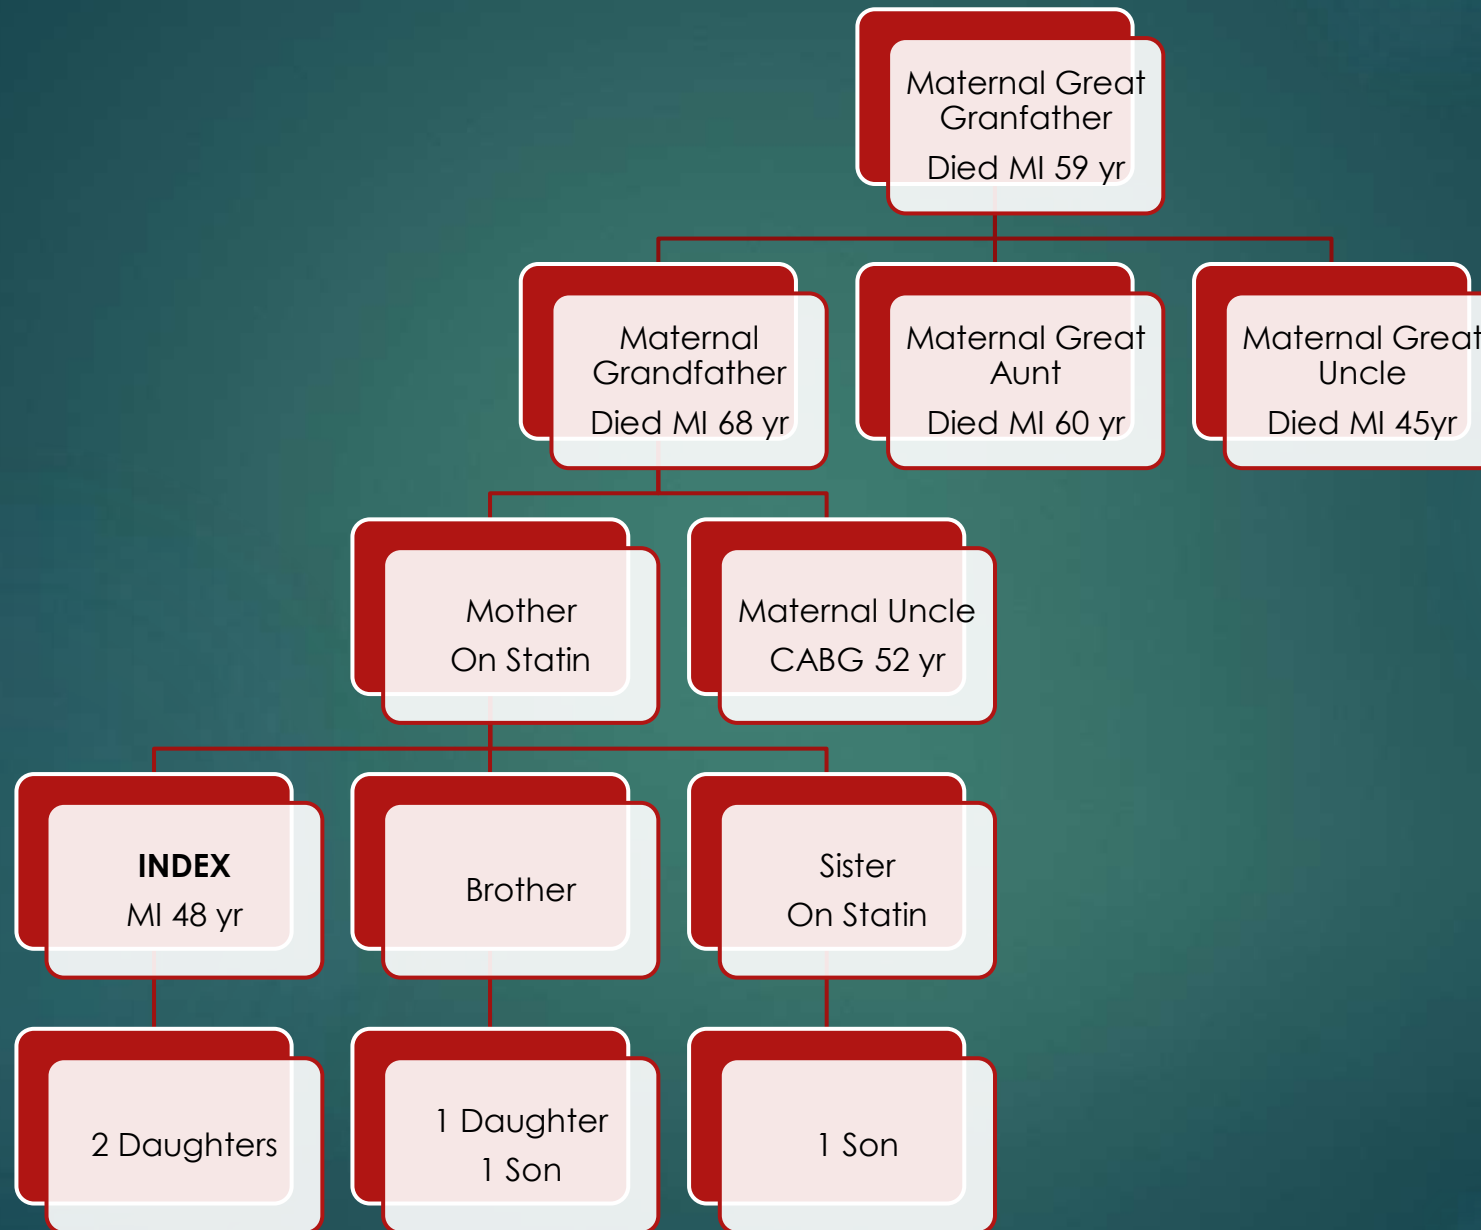 Maternal Great
Granfather
Died MI 59 yr
Maternal
Grandfather
Died MI 68 yr
Maternal Great
Aunt
Died MI 60 yr
Maternal Great
Uncle
Died MI 45yr
Mother
On Statin
Maternal Uncle
CABG 52 yr
INDEX
MI 48 yr
Brother
Sister
On Statin
2 Daughters
1 Daughter
1 Son
1 Son